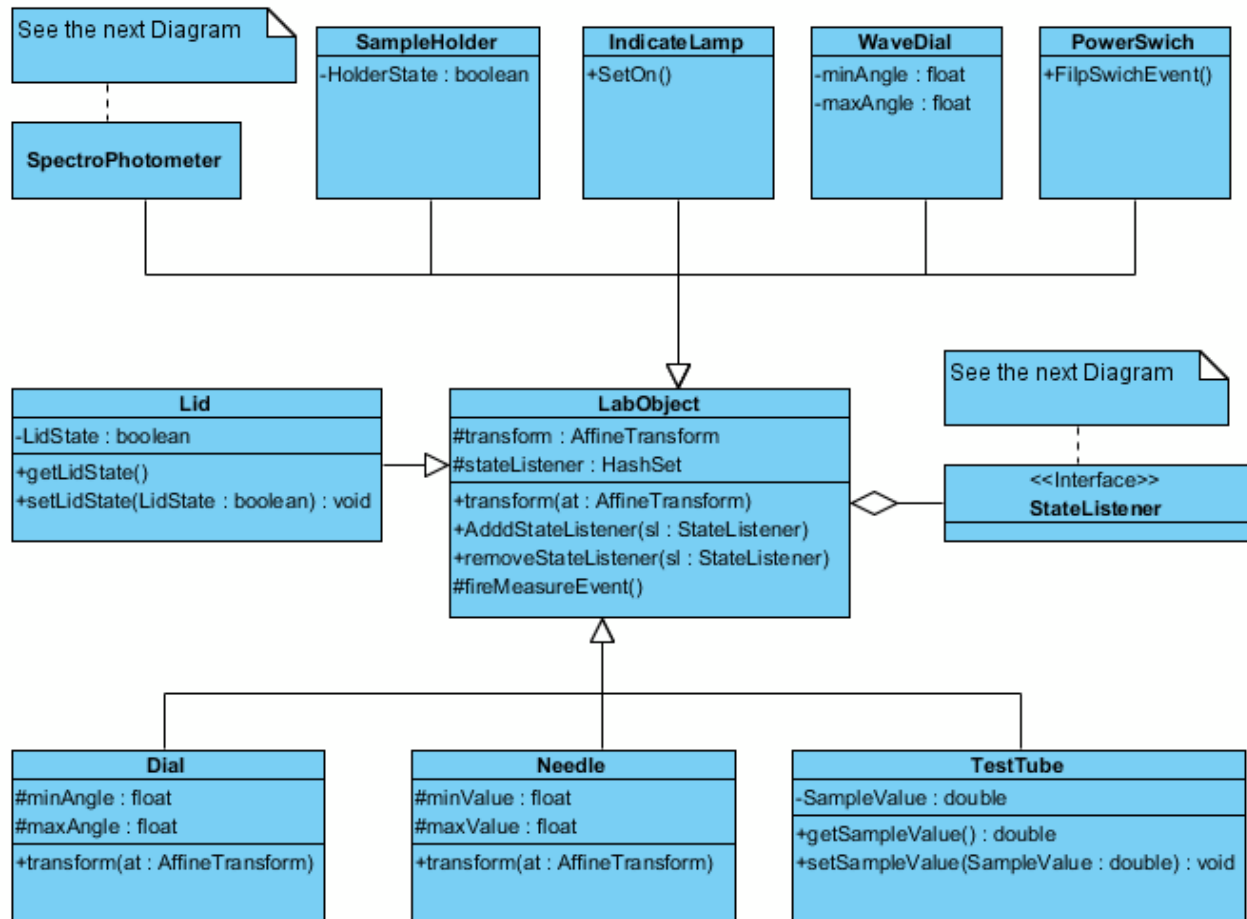 See the next Diagram
SpectroPhotometer
SampleHolder
-HolderState : boolean
IndicateLamp
+SetOn()
WaveDial
-minAngle : float
-maxAngle : float
PowerSwich
+FilpSwichEvent()
Lid
-LidState : boolean
+getLidState()
+setLidState(LidState : boolean) : void
LabObject
#transform : AffineTransform
#stateListener : HashSet
+transform(at : AffineTransform)
+AdddStateListener(sl : StateListener)
+removeStateListener(sl : StateListener)
#fireMeasureEvent()
See the next Diagram
<<Interface>>
StateListener
Dial
#minAngle : float
#maxAngle : float
+transform(at : AffineTransform)
Needle
#minValue : float
#maxValue : float
+transform(at : AffineTransform)
TestTube
-SampleValue : double
+getSampleValue() : double
+setSampleValue(SampleValue : double) : void